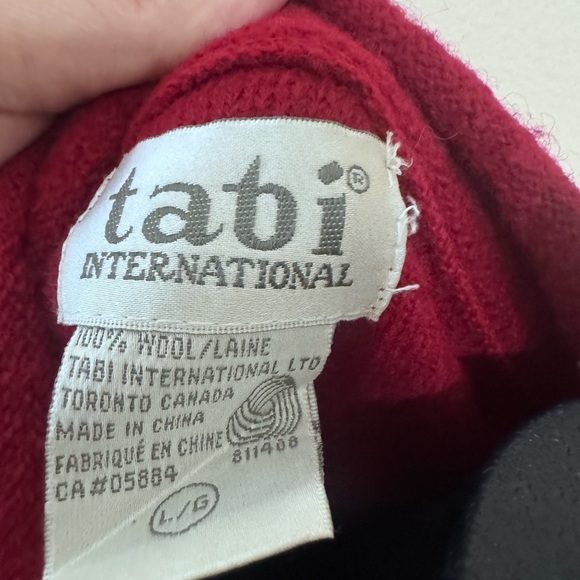 tabi®
INTERNATIONAL
100% WOOL/LAINE
TABI INTERNATIONAL LTD
TORONTO CANADA
MADE IN CHINA
FABRIQUÉ EN CHINE
811408
CA#05884
L/G